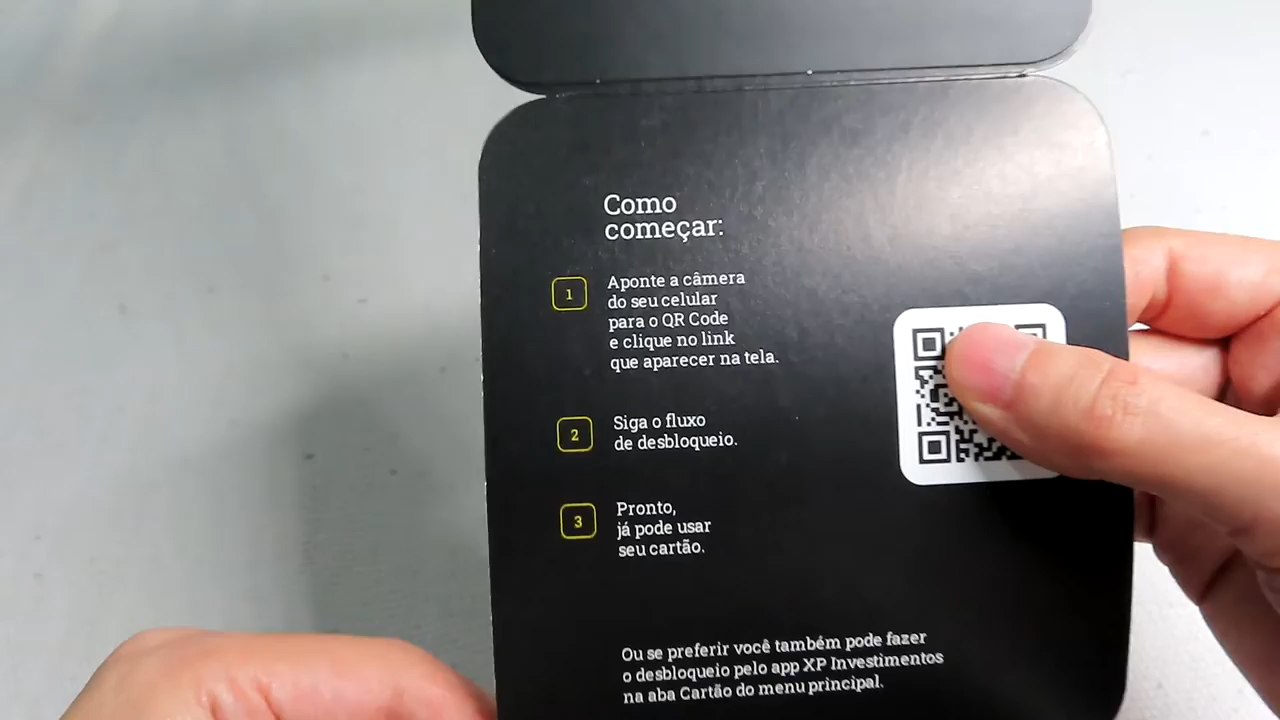 Como
começar:
1
Aponte a câmera
do seu celular
para o QR Code
e clique no link
que aparecer na tela.
2
Siga o fluxo
de desbloqueio.
3
Pronto,
já pode usar
seu cartão.
Ou se preferir você também pode fazer
o desbloqueio pelo app XP Investimentos
na aba Cartão do menu principal.